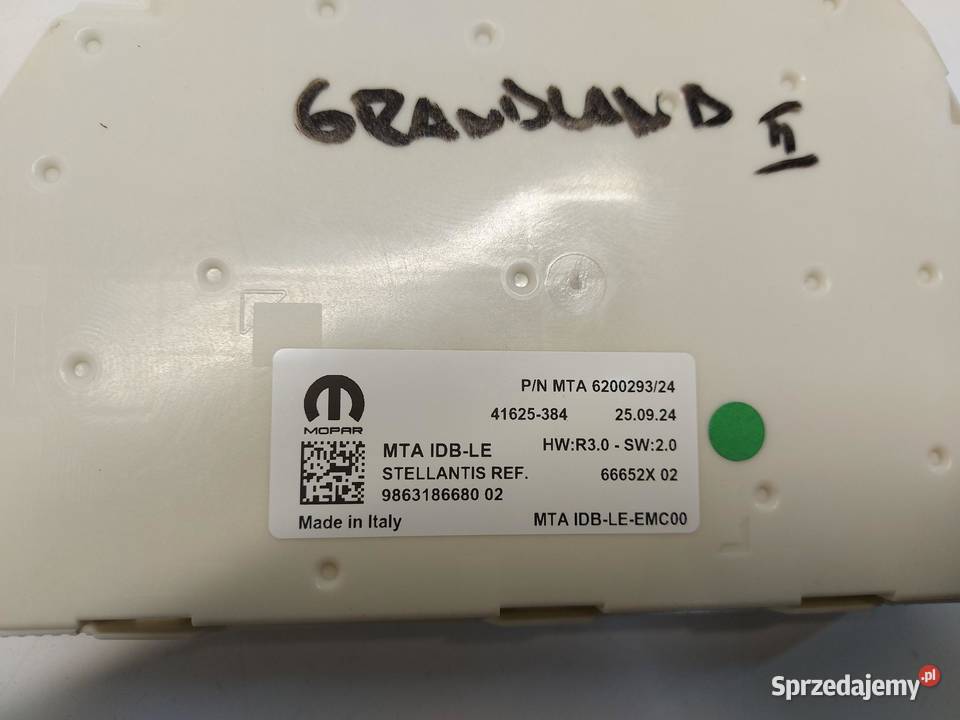 GRANDLAND II
MOPAR
P/N MTA 6200293/24
41625-384 25.09.24
MTA IDB-LE HW:R3.0 - SW:2.0
STELLANTIS REF. 66652X 02
9863186680 02
Made in Italy MTA IDB-LE-EMC00
Sprzedajemy.pl